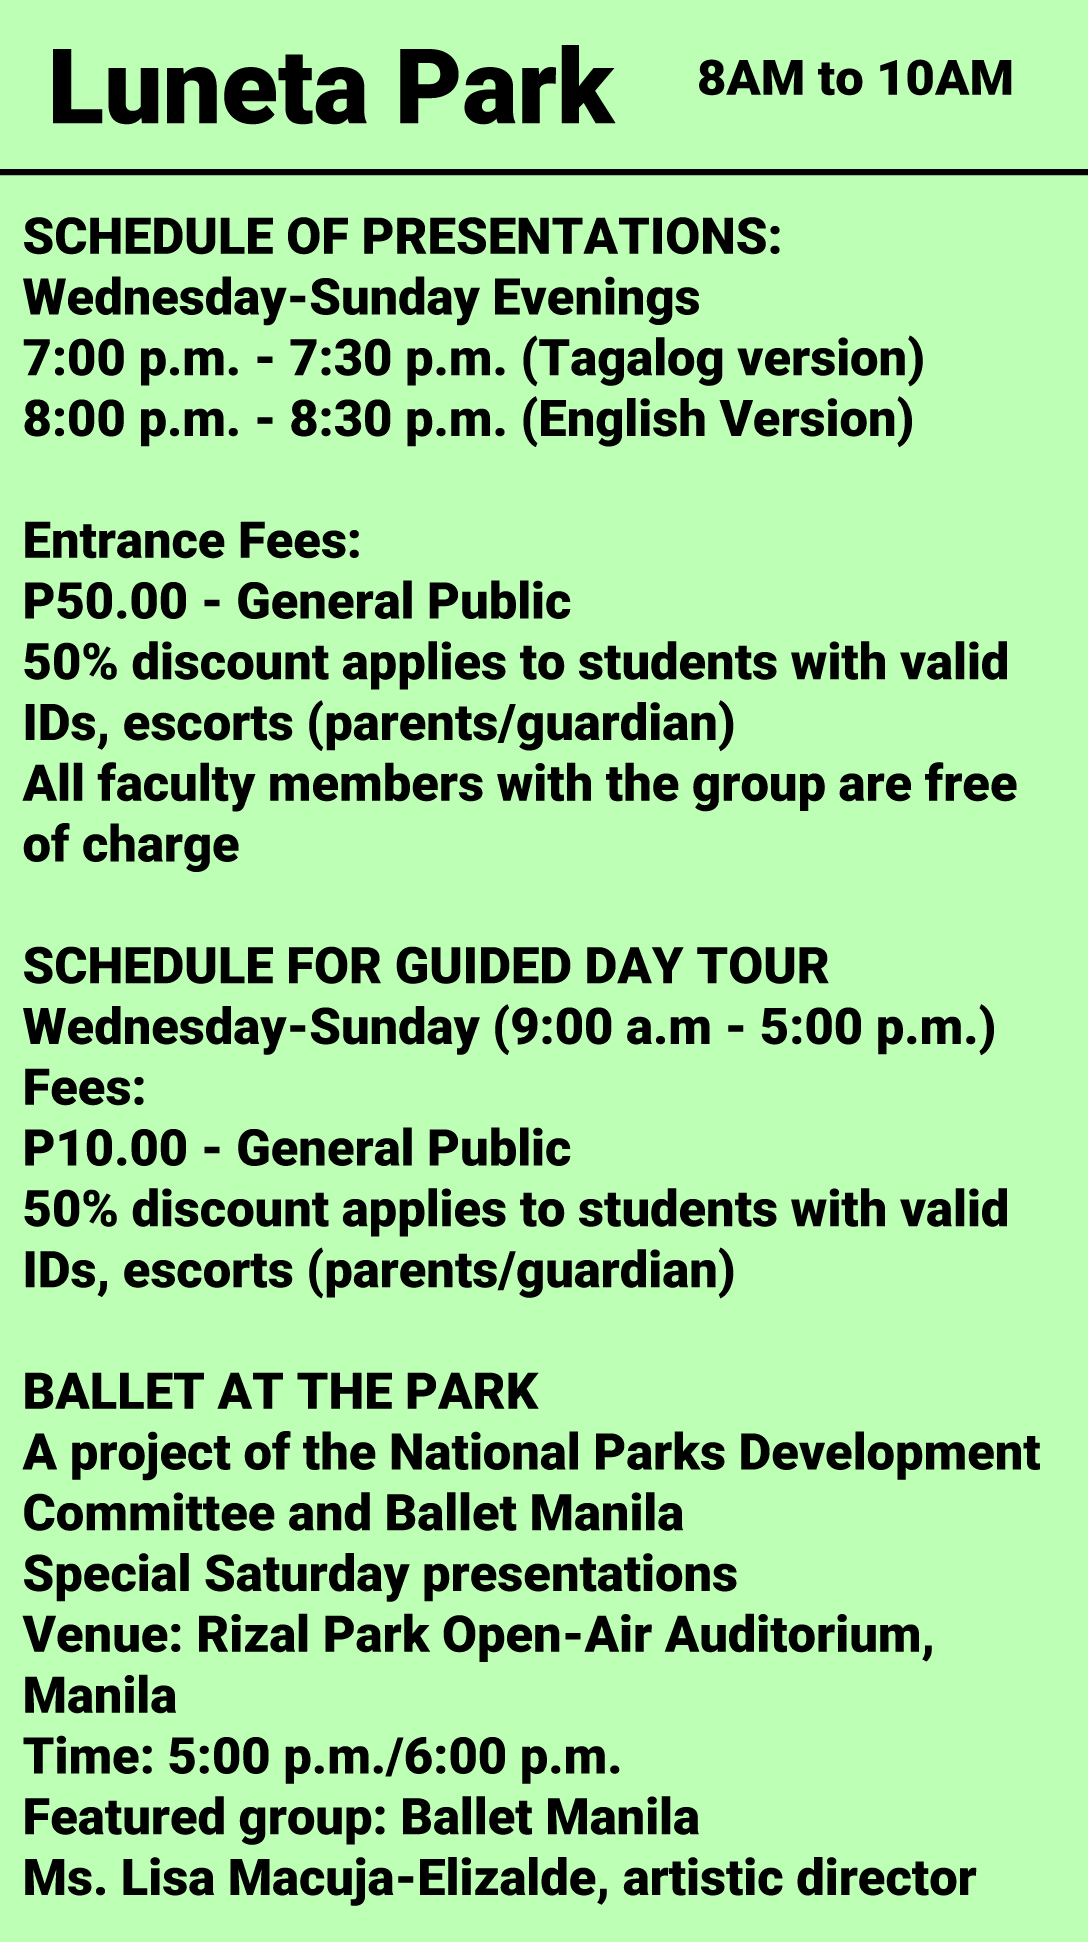 Luneta Park
8AM to 10AM
SCHEDULE OF PRESENTATIONS:
Wednesday-Sunday Evenings
7:00 p.m. - 7:30 p.m. (Tagalog version)
8:00 p.m. - 8:30 p.m. (English Version)
Entrance Fees:
P50.00 - General Public
50% discount applies to students with valid
IDs, escorts (parents/guardian)
All faculty members with the group are free
of charge
SCHEDULE FOR GUIDED DAY TOUR
Wednesday-Sunday (9:00 a.m - 5:00 p.m.)
Fees:
P10.00 - General Public
50% discount applies to students with valid
IDs, escorts (parents/guardian)
BALLET AT THE PARK
A project of the National Parks Development
Committee and Ballet Manila
Special Saturday presentations
Venue: Rizal Park Open-Air Auditorium,
Manila
Time: 5:00 p.m./6:00 p.m.
Featured group: Ballet Manila
Ms. Lisa Macuja-Elizalde, artistic director